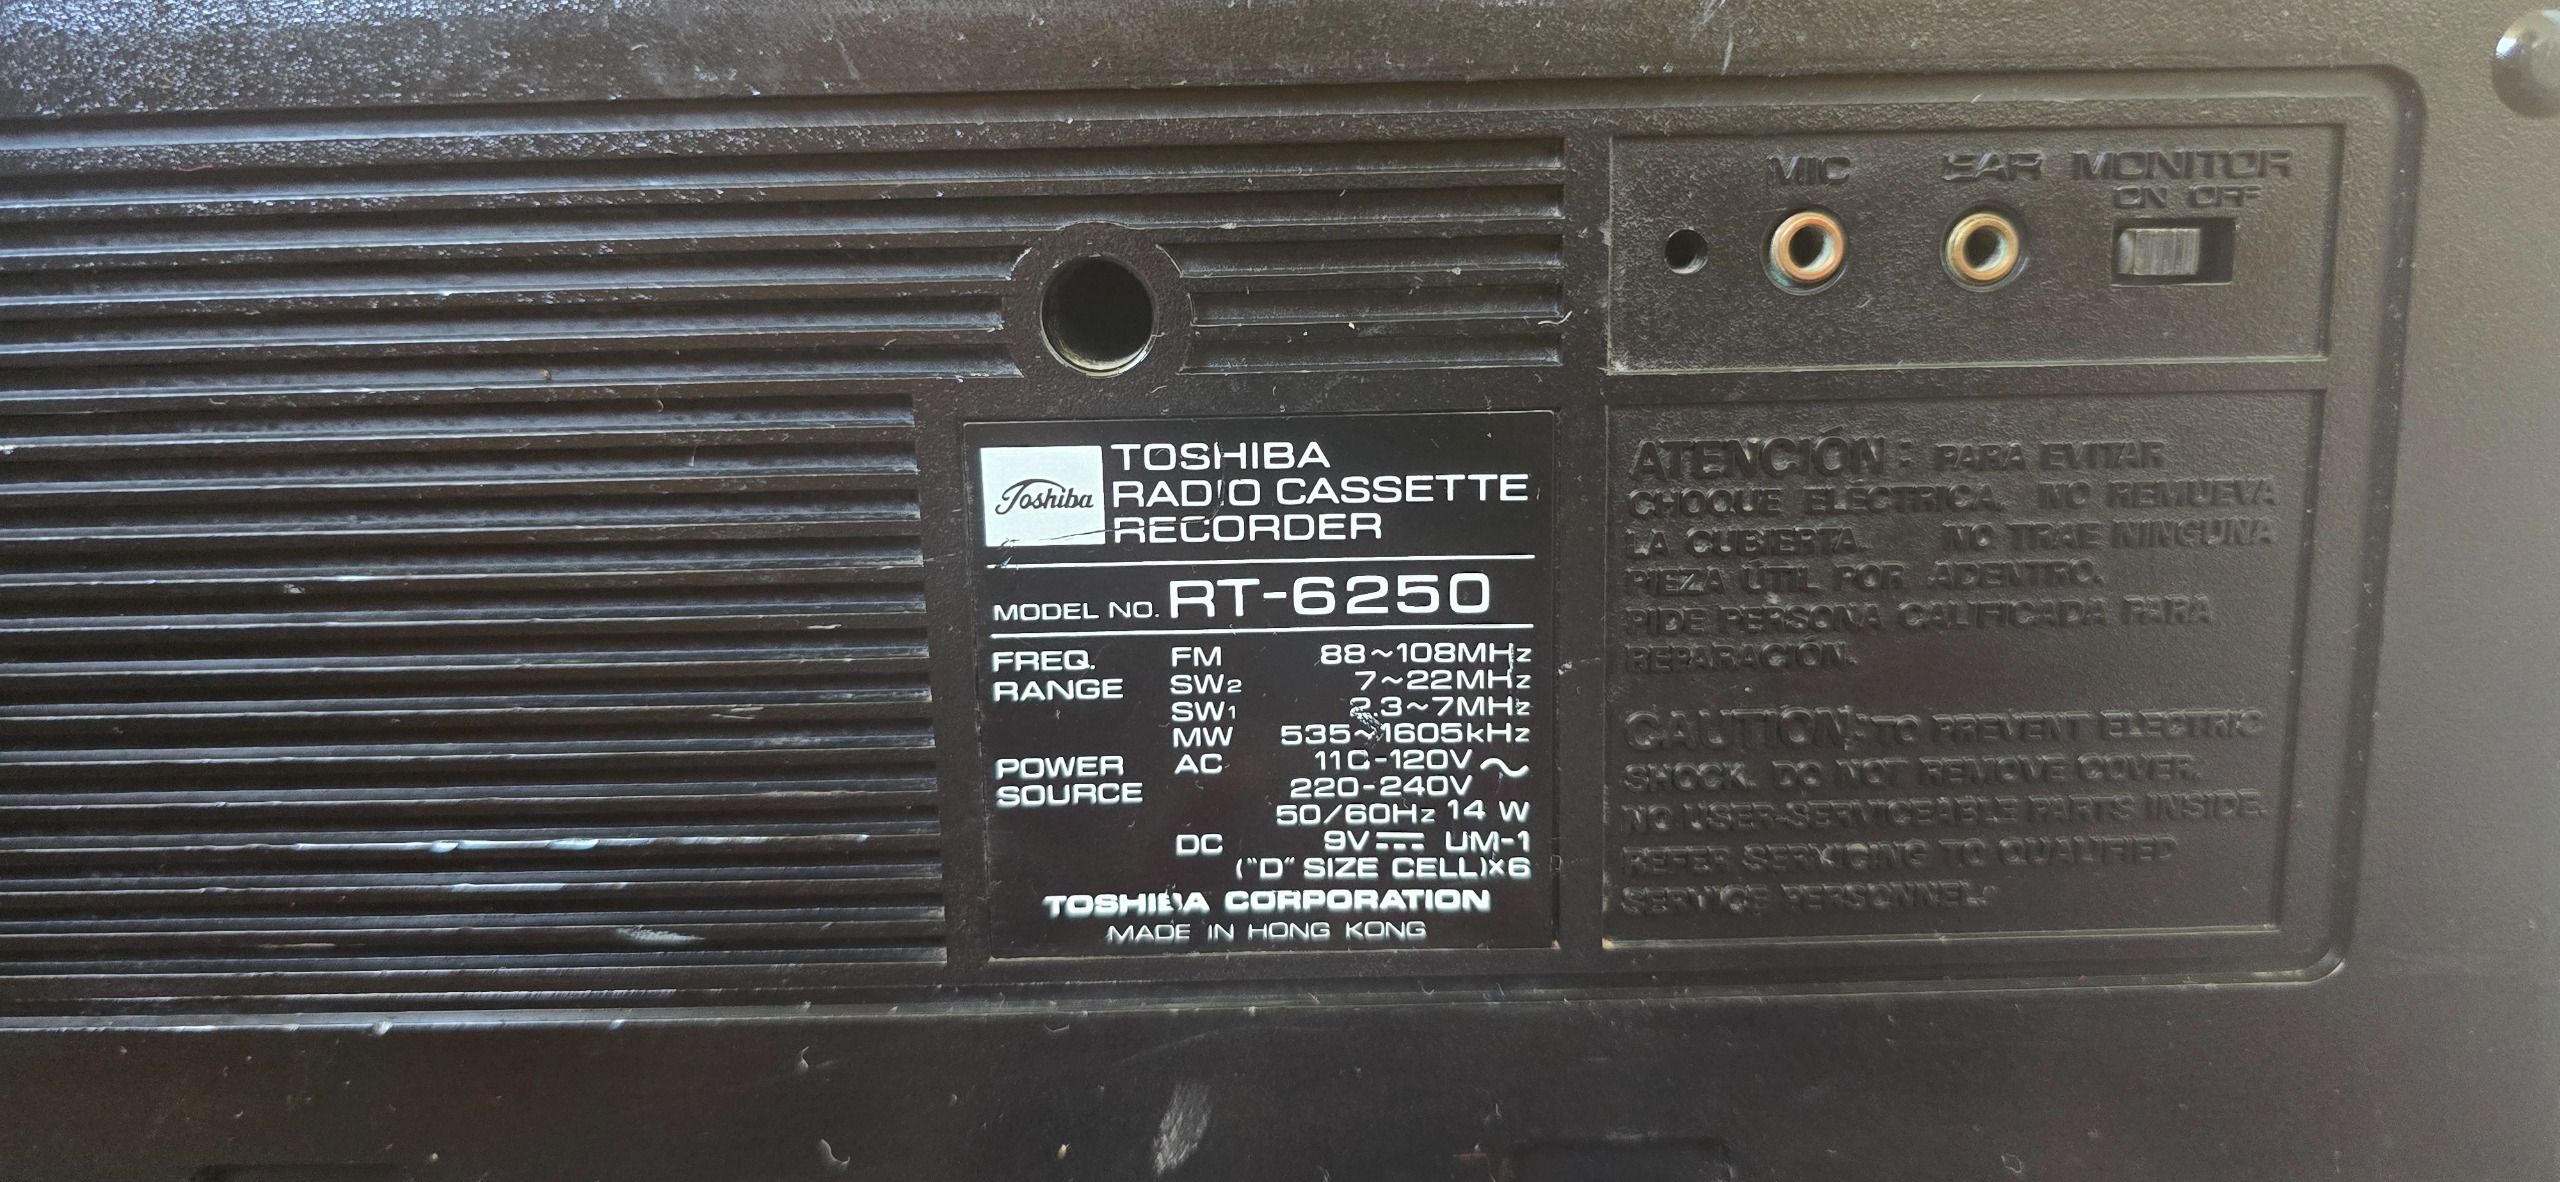 MIC EAR MONITOR
ON OFF
Toshiba
TOSHIBA
RADIO CASSETTE
RECORDER
MODEL NO. RT-6250
FREQ. RANGE FM 88~108MHz
SW2 7~22MHz
SW1 2.3~7MHz
MW 535~1605kHz
POWER SOURCE AC 110-120V ~
220-240V
50/60Hz 14 W
DC 9V UM-1
("D" SIZE CELL)×6
TOSHIBA CORPORATION
MADE IN HONG KONG
ATENCIÓN: PARA EVITAR
CHOQUE ELÉCTRICA, NO REMUEVA
LA CUBIERTA. NO TRAE NINGUNA
PIEZA ÚTIL POR ADENTRO.
PIDE PERSONA CALIFICADA PARA
REPARACIÓN.
CAUTION: TO PREVENT ELECTRIC
SHOCK, DO NOT REMOVE COVER.
NO USER-SERVICEABLE PARTS INSIDE.
REFER SERVICING TO QUALIFIED
SERVICE PERSONNEL.